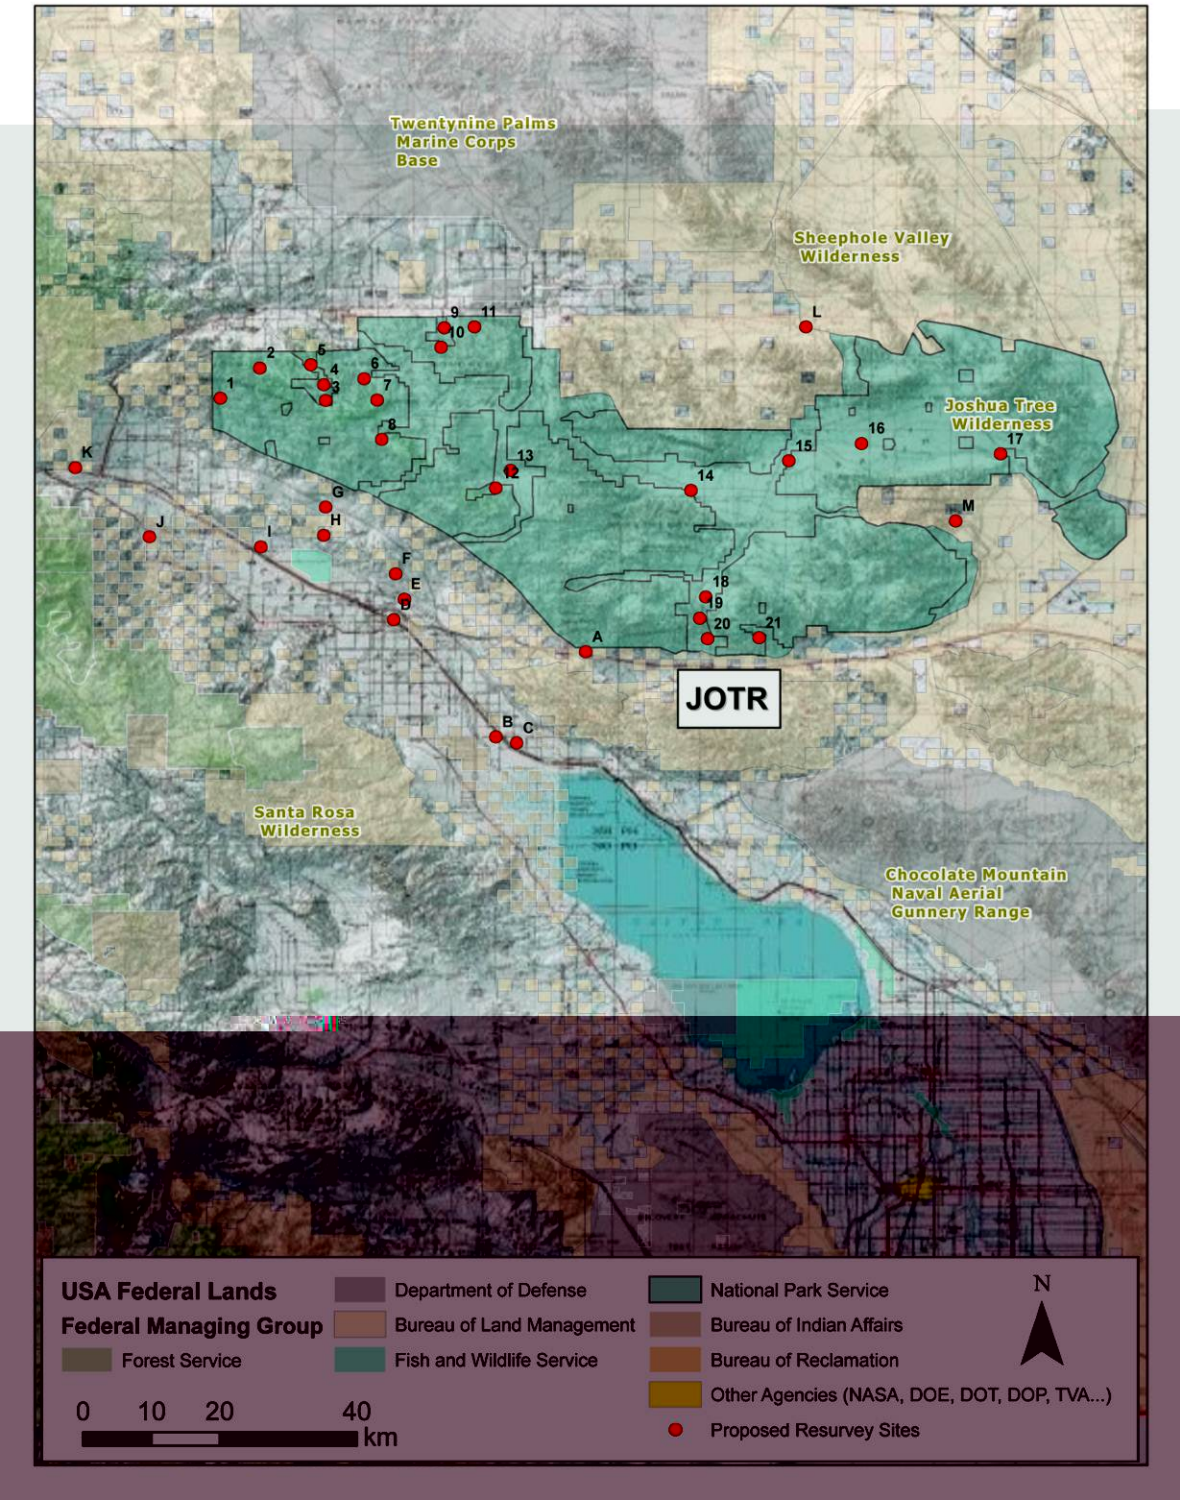 Twentynine Palms
Marine Corps
Base
Sheephole Valley
Wilderness
L
9
11
10
2
5
4
3
6
7
1
8
Joshua Tree
Wilderness
16
17
15
13
12
14
K
G
H
I
J
M
F
E
D
18
19
20
21
A
JOTR
B
C
Santa Rosa
Wilderness
Chocolate Mountain
Naval Aerial
Gunnery Range
USA Federal Lands
Federal Managing Group
Forest Service
Department of Defense
Bureau of Land Management
Fish and Wildlife Service
National Park Service
Bureau of Indian Affairs
Bureau of Reclamation
Other Agencies (NASA, DOE, DOT, DOP, TVA...)
Proposed Resurvey Sites
N
0 10 20 40
km